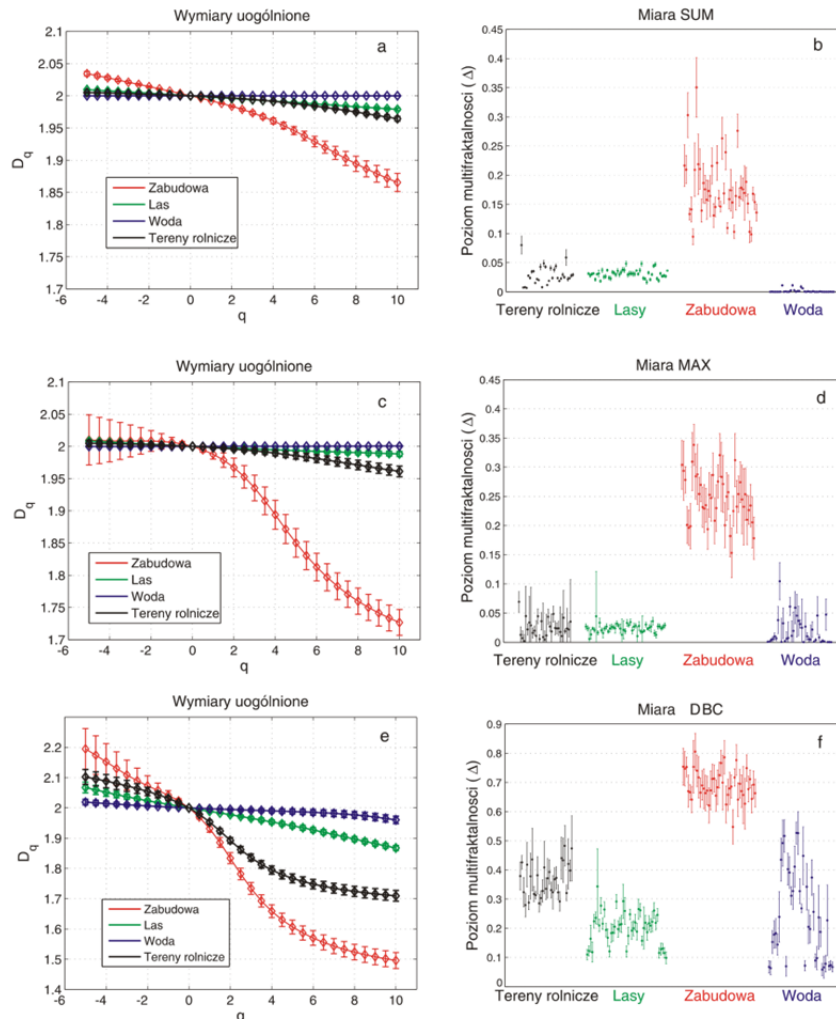 Wymiary uogólnione
a
2.1
2.05
2
1.95
1.9
1.85
1.8
1.75
1.7
D_q
Zabudowa
Las
Woda
Tereny rolnicze
-6 -4 -2 0 2 4 6 8 10
q
Miara SUM
b
0.45
0.4
0.35
0.3
0.25
0.2
0.15
0.1
0.05
0
Poziom multifraktalnosci (Δ)
Tereny rolnicze Lasy Zabudowa Woda
Wymiary uogólnione
c
2.1
2.05
2
1.95
1.9
1.85
1.8
1.75
1.7
D_q
Zabudowa
Las
Woda
Tereny rolnicze
-6 -4 -2 0 2 4 6 8 10
q
Miara MAX
d
0.45
0.4
0.35
0.3
0.25
0.2
0.15
0.1
0.05
0
Poziom multifraktalnosci (Δ)
Tereny rolnicze Lasy Zabudowa Woda
Wymiary uogólnione
e
2.2
2.1
2
1.9
1.8
1.7
1.6
1.5
1.4
D_q
Zabudowa
Las
Woda
Tereny rolnicze
-6 -4 -2 0 2 4 6 8 10
q
Miara DBC
f
0.9
0.8
0.7
0.6
0.5
0.4
0.3
0.2
0.1
0
Poziom multifraktalnosci (Δ)
Tereny rolnicze Lasy Zabudowa Woda